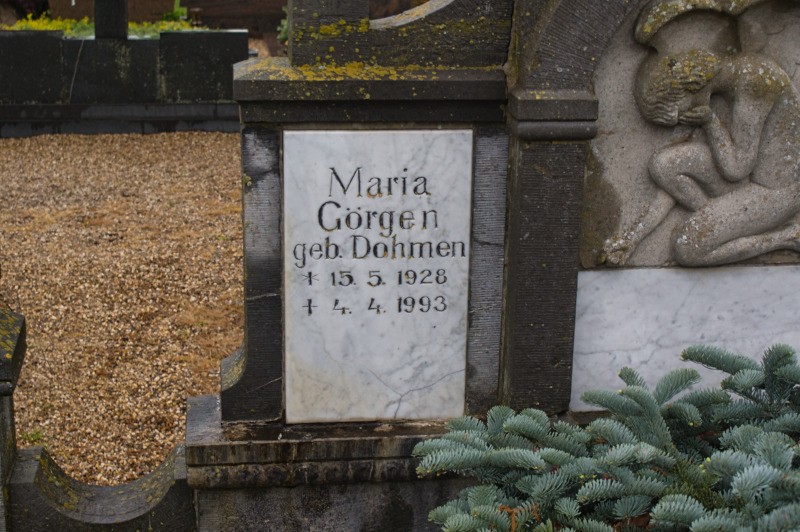 Maria
Görgen
geb. Dohmen
* 15. 5. 1928
† 4. 4. 1993